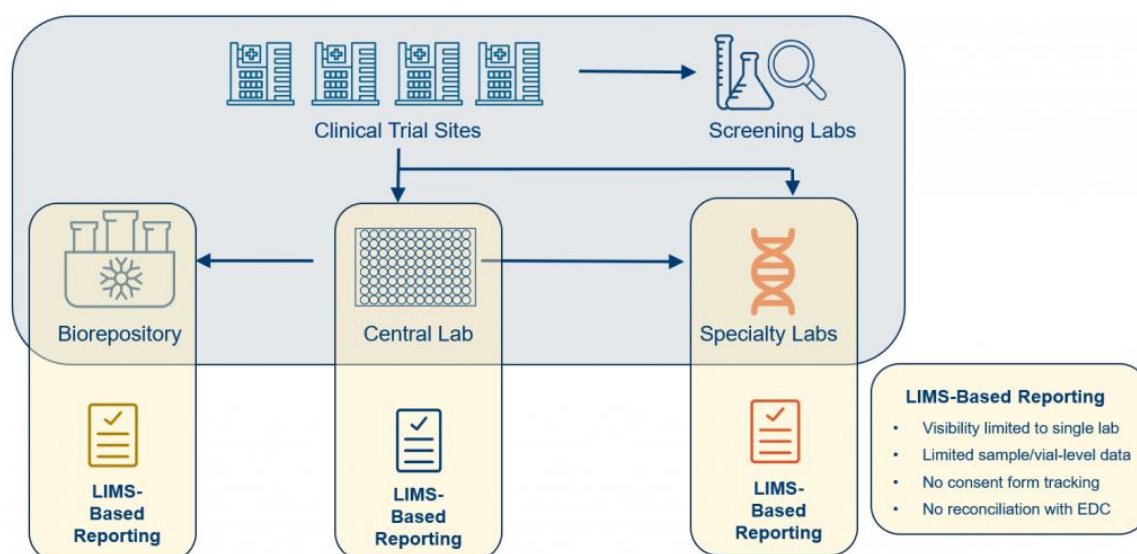 Clinical Trial Sites
Screening Labs
Biorepository
Central Lab
Specialty Labs
LIMS-
Based
Reporting
LIMS-
Based
Reporting
LIMS-
Based
Reporting
LIMS-Based Reporting
• Visibility limited to single lab
• Limited sample/vial-level data
• No consent form tracking
• No reconciliation with EDC